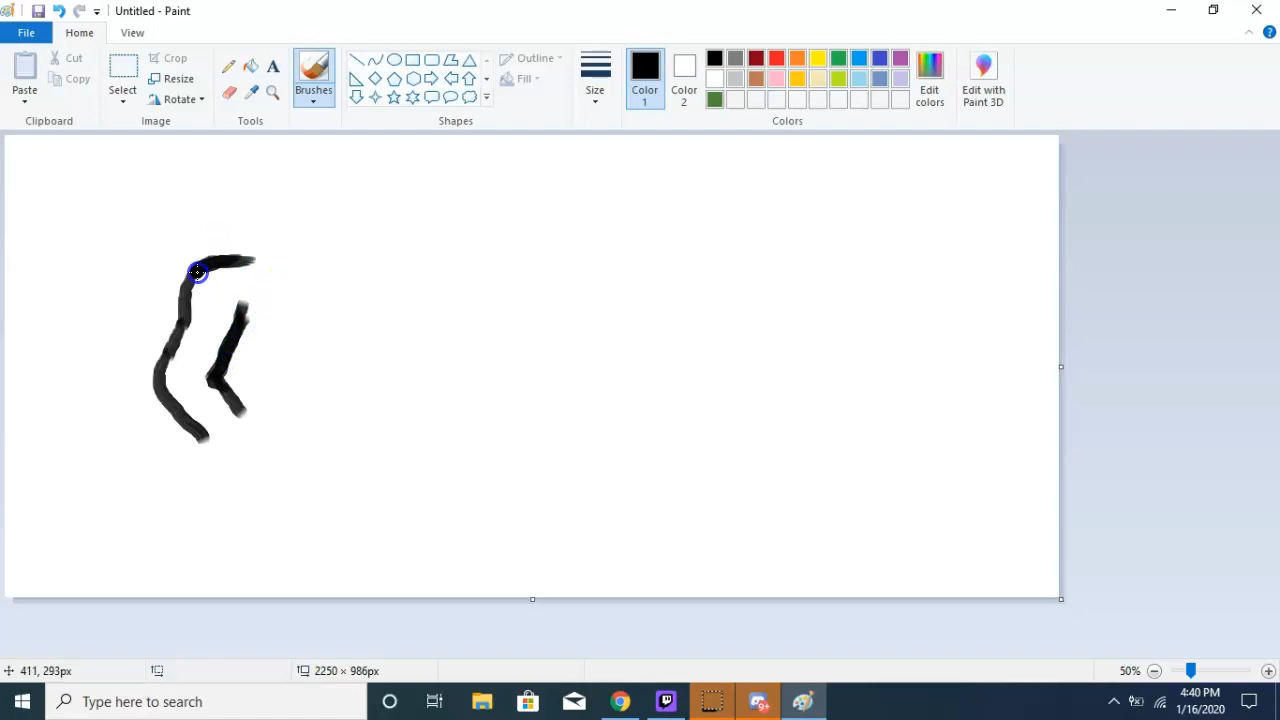 Untitled - Paint
File Home View
Paste
Cut
Copy
Clipboard
Select
Crop
Resize
Rotate
Image
A
Tools
Brushes
Outline
Fill
Shapes
Size
Color 1
Color 2
Edit colors
Colors
Edit with Paint 3D
411, 293px
2250 × 986px
50%
Type here to search
9+
4:40 PM
1/16/2020